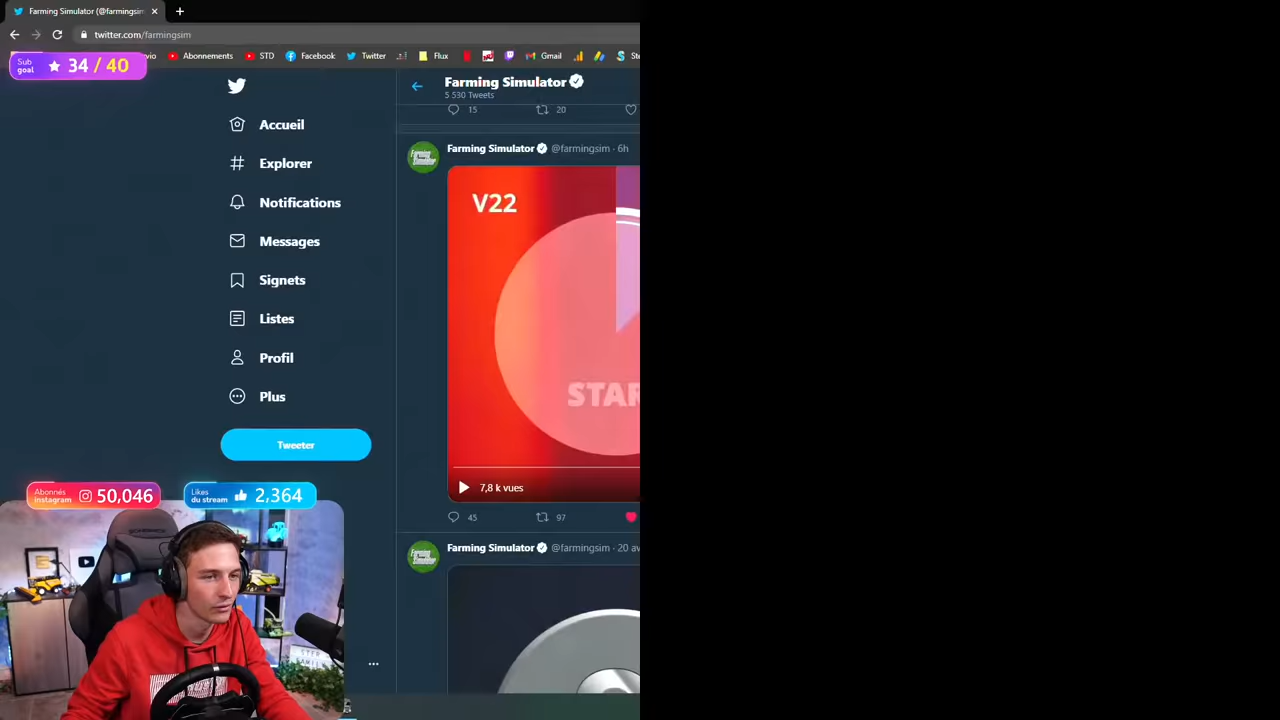 Farming Simulator (@farmingsim
twitter.com/farmingsim
Abonnements
STD
Facebook
Twitter
Flux
Gmail
Sub goal
34 / 40
Farming Simulator
5 530 Tweets
15
20
Accueil
Explorer
Notifications
Messages
Signets
Listes
Profil
Plus
Tweeter
Farming Simulator @farmingsim · 6h
V22
STAR
7,8 k vues
45
97
Farming Simulator @farmingsim · 20 av
Abonnés instagram
50,046
Likes du stream
2,364